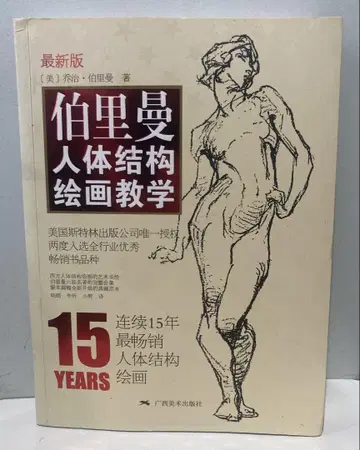 最新版
［美］乔治·伯里曼 著
伯里曼
人体结构
绘画教学
美国斯特林出版公司唯一授权
两度入选全行业优秀
畅销书品种
15
YEARS
连续15年
最畅销
人体结构
绘画
广西美术出版社